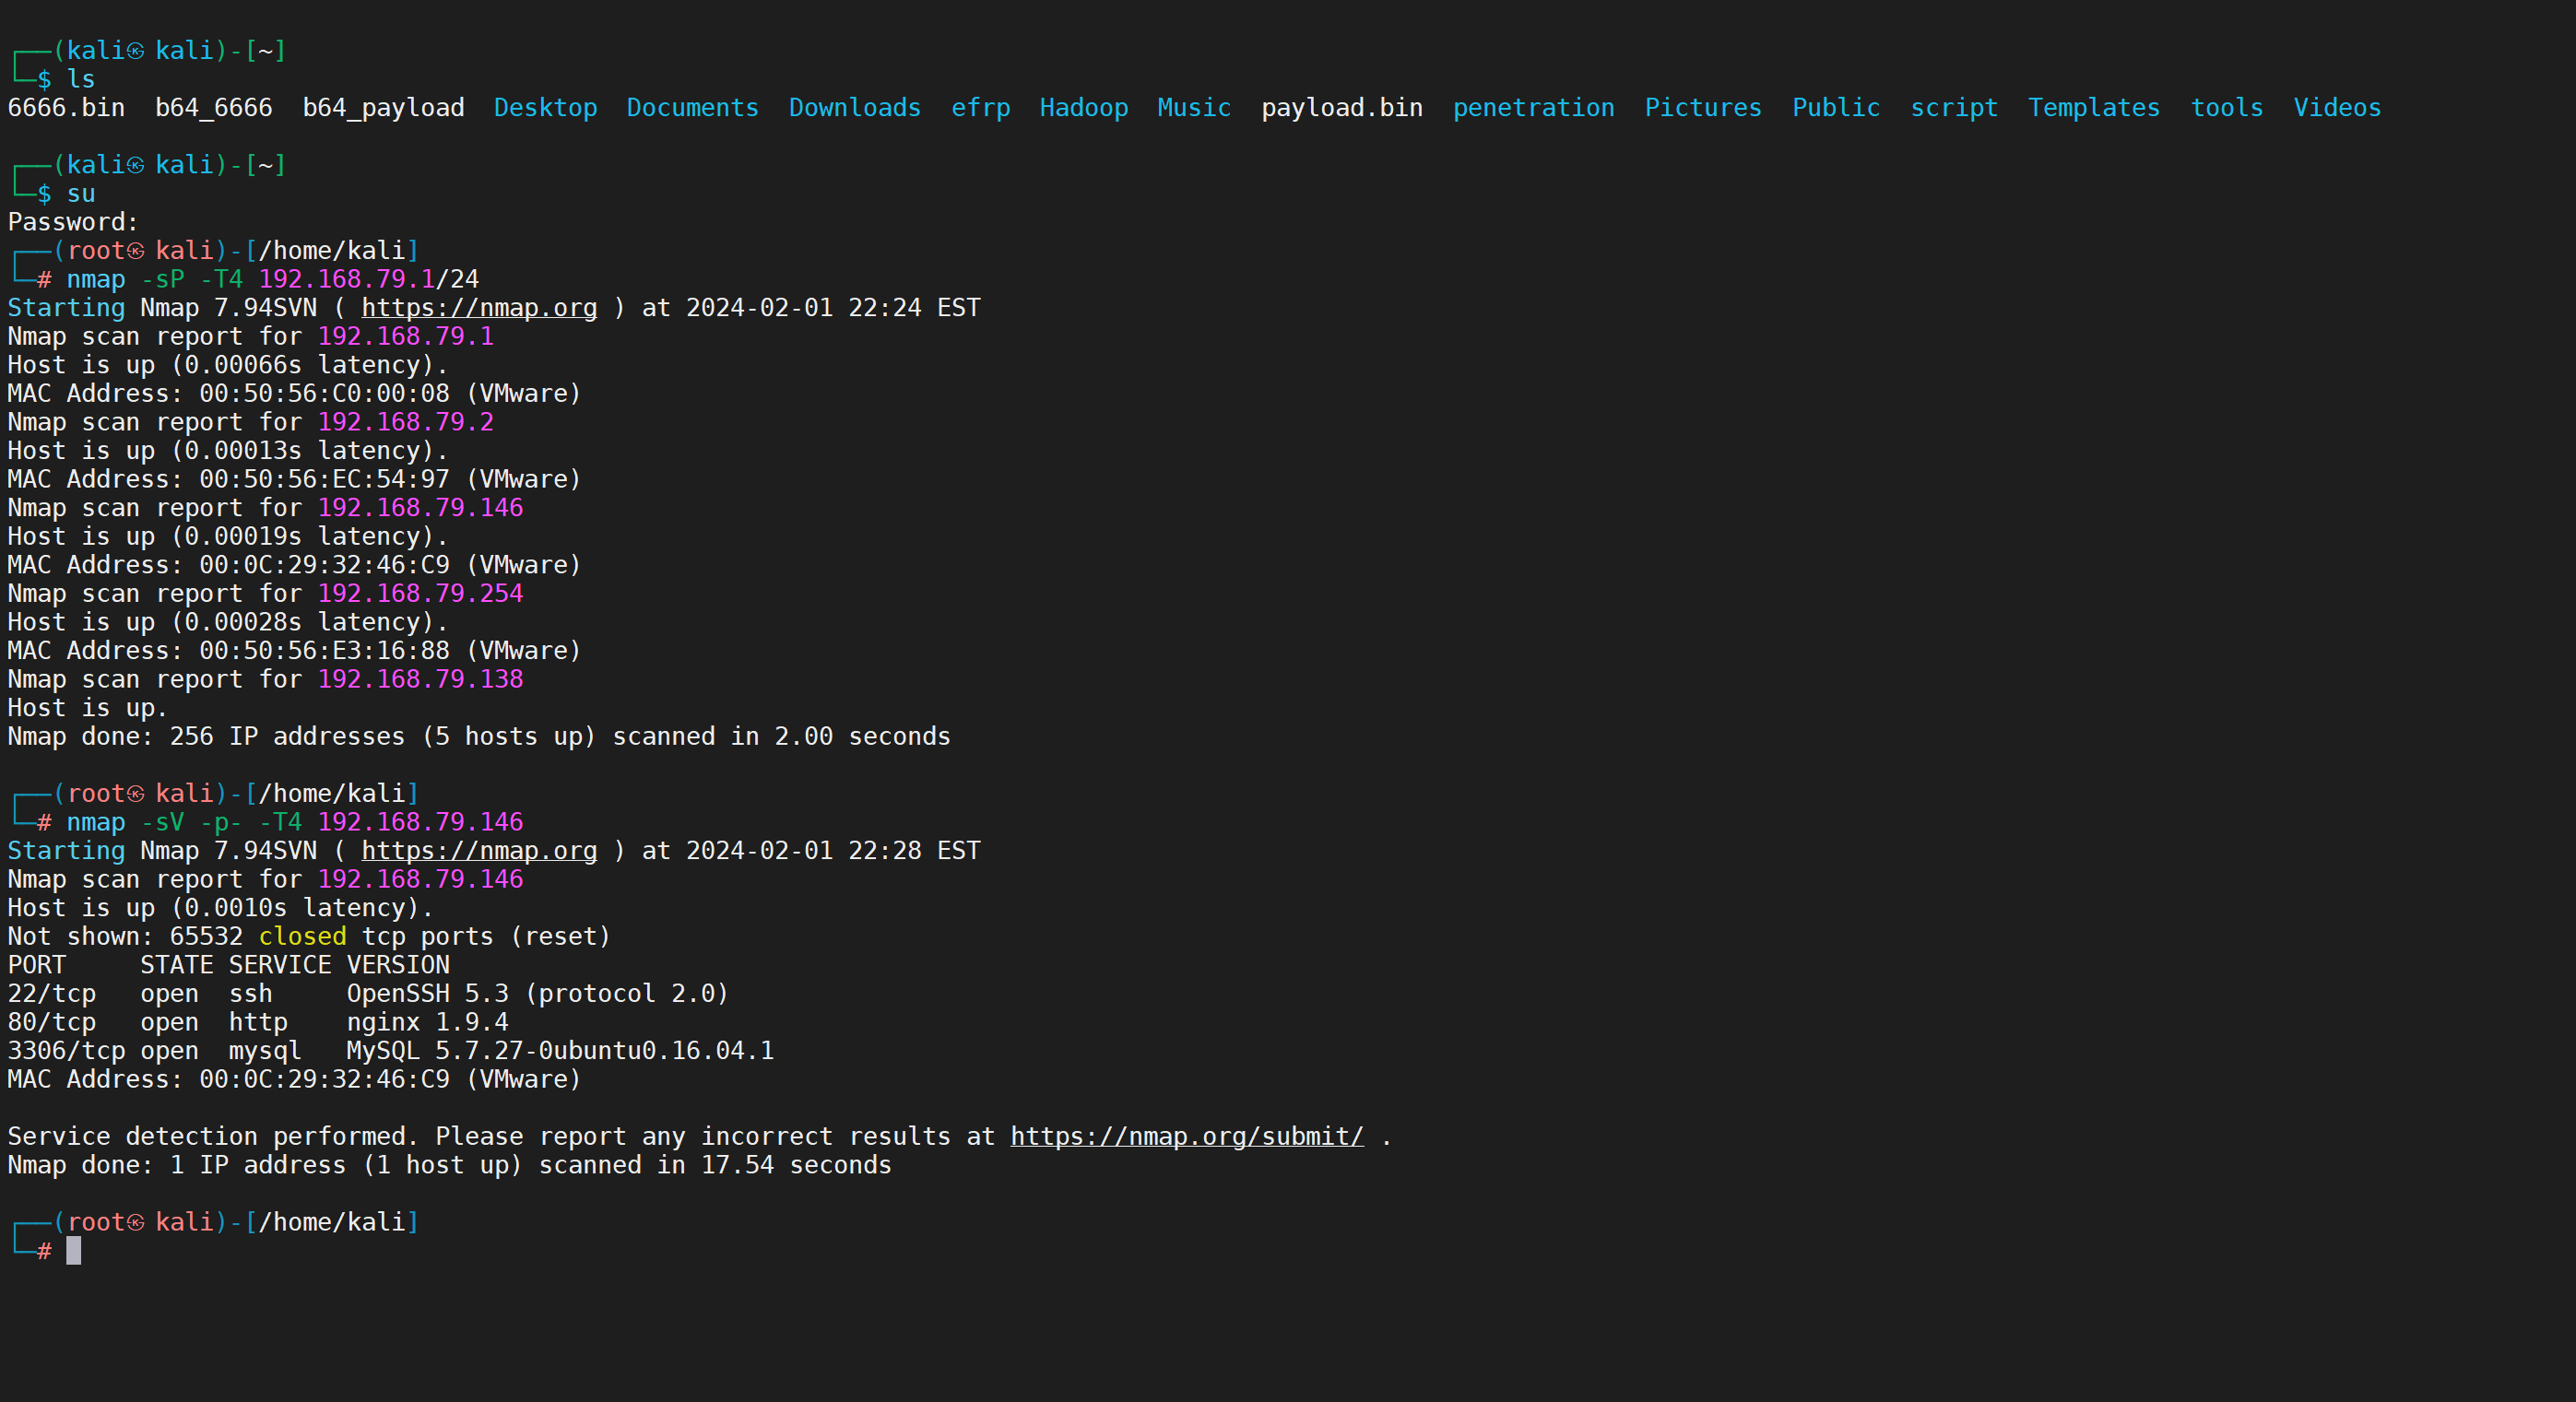 ┌──(kali㉿kali)-[~]
└─$ ls
6666.bin  b64_6666  b64_payload  Desktop  Documents  Downloads  efrp  Hadoop  Music  payload.bin  penetration  Pictures  Public  script  Templates  tools  Videos
┌──(kali㉿kali)-[~]
└─$ su
Password:
┌──(root㉿kali)-[/home/kali]
└─# nmap -sP -T4 192.168.79.1/24
Starting Nmap 7.94SVN ( https://nmap.org ) at 2024-02-01 22:24 EST
Nmap scan report for 192.168.79.1
Host is up (0.00066s latency).
MAC Address: 00:50:56:C0:00:08 (VMware)
Nmap scan report for 192.168.79.2
Host is up (0.00013s latency).
MAC Address: 00:50:56:EC:54:97 (VMware)
Nmap scan report for 192.168.79.146
Host is up (0.00019s latency).
MAC Address: 00:0C:29:32:46:C9 (VMware)
Nmap scan report for 192.168.79.254
Host is up (0.00028s latency).
MAC Address: 00:50:56:E3:16:88 (VMware)
Nmap scan report for 192.168.79.138
Host is up.
Nmap done: 256 IP addresses (5 hosts up) scanned in 2.00 seconds
┌──(root㉿kali)-[/home/kali]
└─# nmap -sV -p- -T4 192.168.79.146
Starting Nmap 7.94SVN ( https://nmap.org ) at 2024-02-01 22:28 EST
Nmap scan report for 192.168.79.146
Host is up (0.0010s latency).
Not shown: 65532 closed tcp ports (reset)
PORT     STATE SERVICE VERSION
22/tcp   open  ssh     OpenSSH 5.3 (protocol 2.0)
80/tcp   open  http    nginx 1.9.4
3306/tcp open  mysql   MySQL 5.7.27-0ubuntu0.16.04.1
MAC Address: 00:0C:29:32:46:C9 (VMware)
Service detection performed. Please report any incorrect results at https://nmap.org/submit/ .
Nmap done: 1 IP address (1 host up) scanned in 17.54 seconds
┌──(root㉿kali)-[/home/kali]
└─#